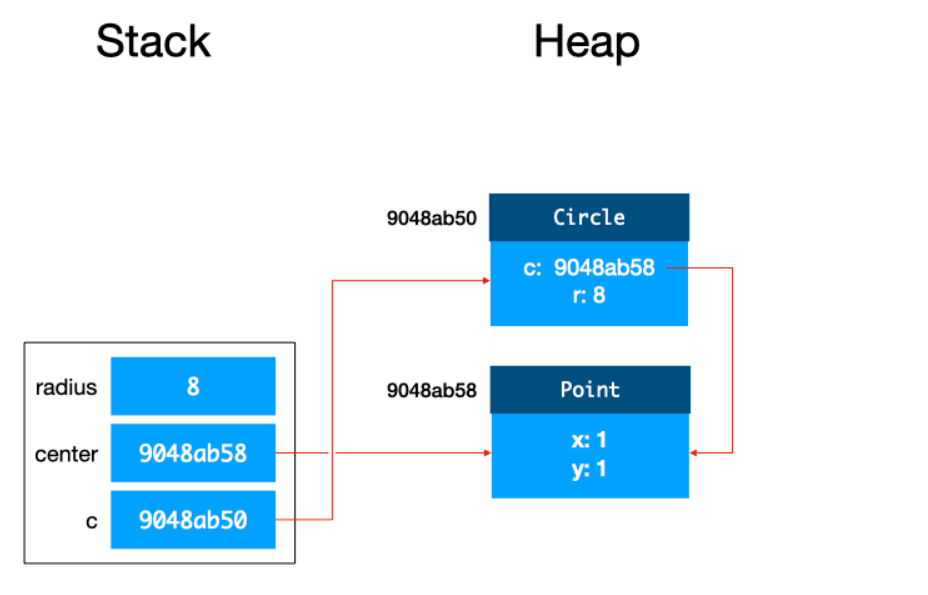 Stack
Heap
9048ab50
Circle
c: 9048ab58
r: 8
9048ab58
Point
x: 1
y: 1
radius
8
center
9048ab58
c
9048ab50